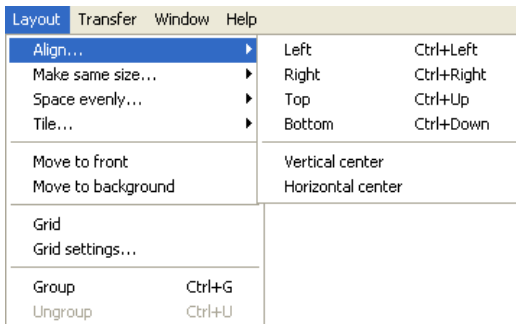 Layout Transfer Window Help
Align...
Make same size...
Space evenly...
Tile...
Move to front
Move to background
Grid
Grid settings...
Group Ctrl+G
Ungroup Ctrl+U
Left Ctrl+Left
Right Ctrl+Right
Top Ctrl+Up
Bottom Ctrl+Down
Vertical center
Horizontal center